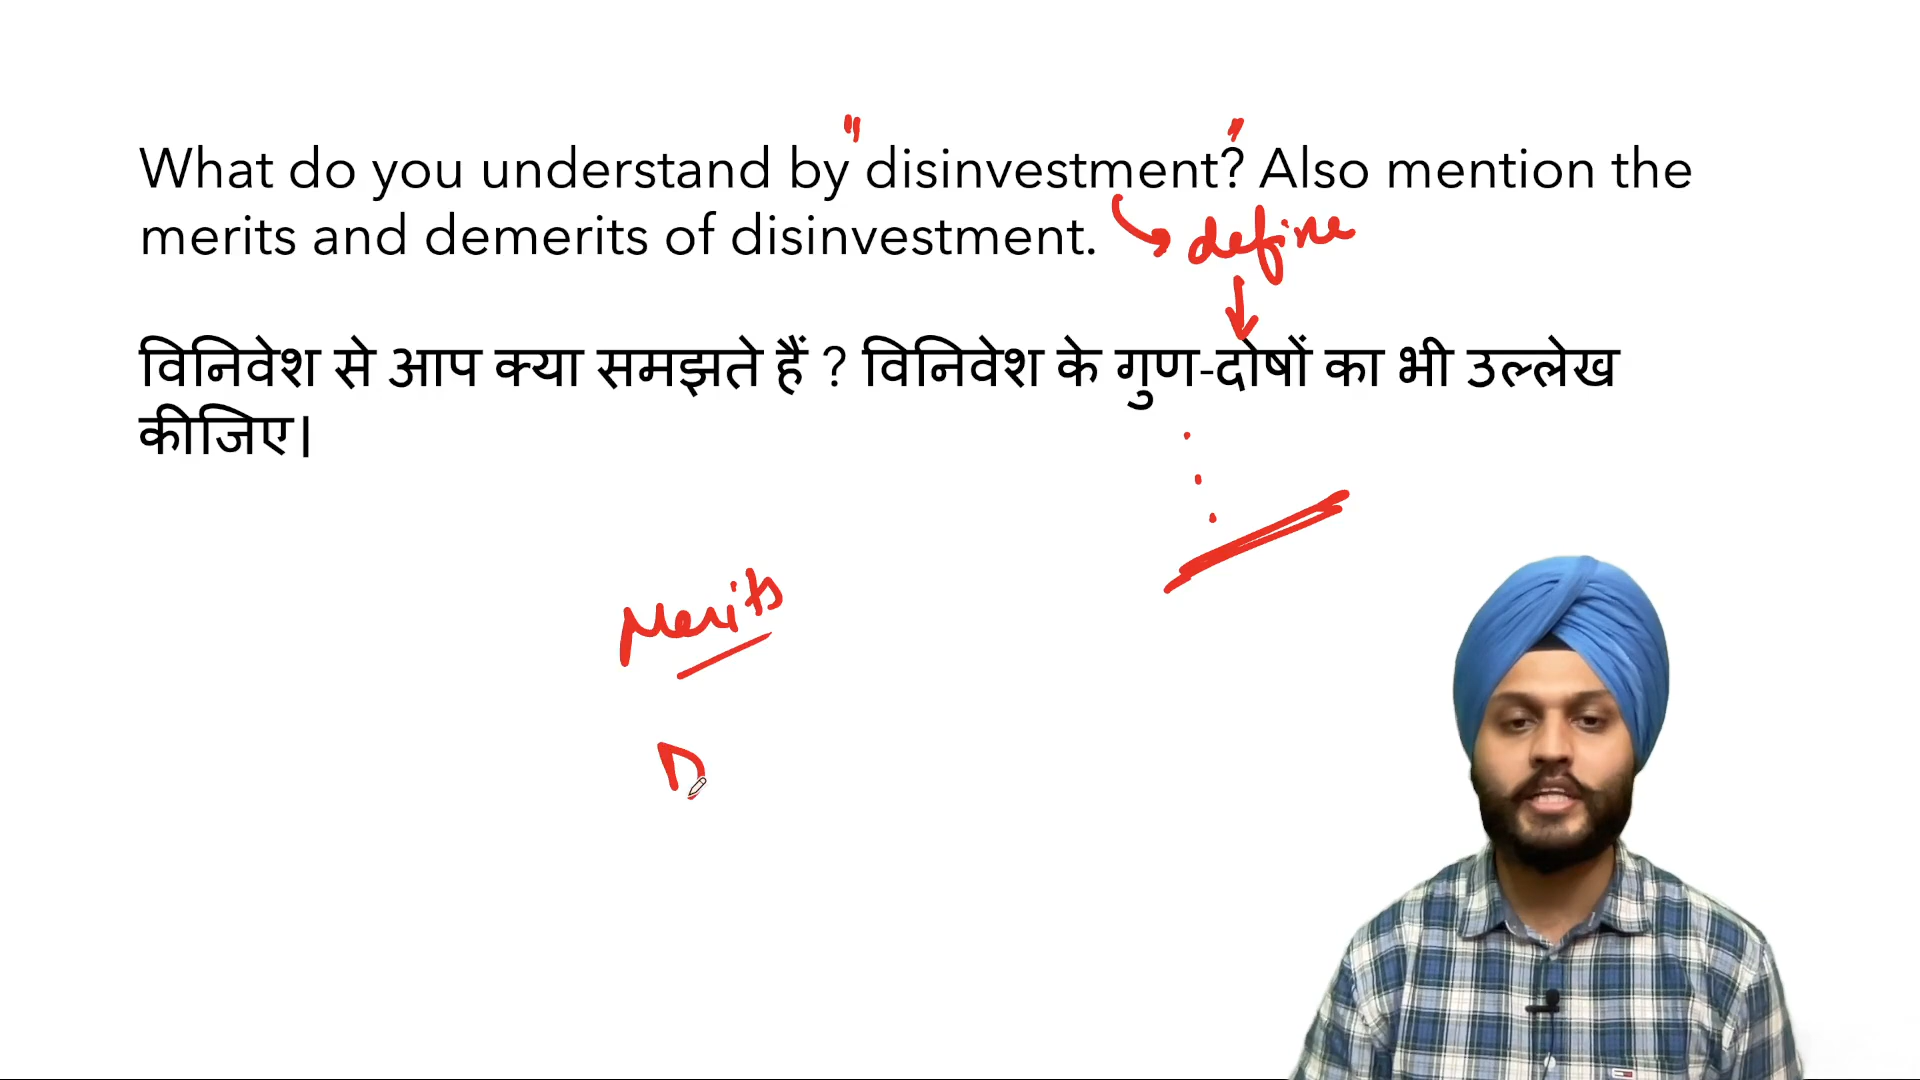 What do you understand by "disinvestment?" Also mention the
merits and demerits of disinvestment.
define
विनिवेश से आप क्या समझते हैं ? विनिवेश के गुण-दोषों का भी उल्लेख
कीजिए।
Merits
D